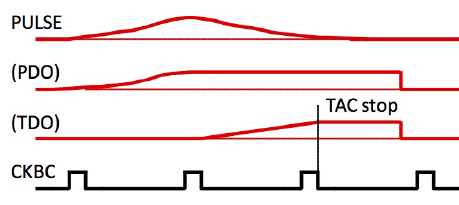 PULSE
(PDO)
TAC stop
(TDO)
CKBC